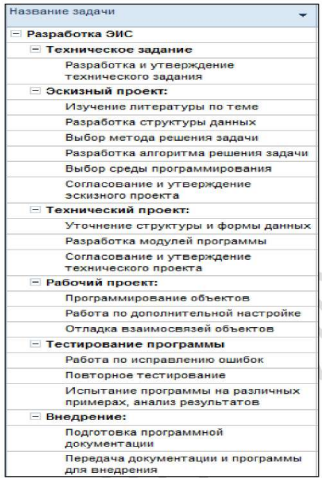 Название задачи
Разработка ЭИС
Техническое задание
Разработка и утверждение
технического задания
Эскизный проект:
Изучение литературы по теме
Разработка структуры данных
Выбор метода решения задачи
Разработка алгоритма решения задачи
Выбор среды программирования
Согласование и утверждение
эскизного проекта
Технический проект:
Уточнение структуры и формы данных
Разработка модулей программы
Согласование и утверждение
технического проекта
Рабочий проект:
Программирование объектов
Работа по дополнительной настройке
Отладка взаимосвязей объектов
Тестирование программы
Работа по исправлению ошибок
Повторное тестирование
Испытание программы на различных
примерах, анализ результатов
Внедрение:
Подготовка программной
документации
Передача документации и программы
для внедрения